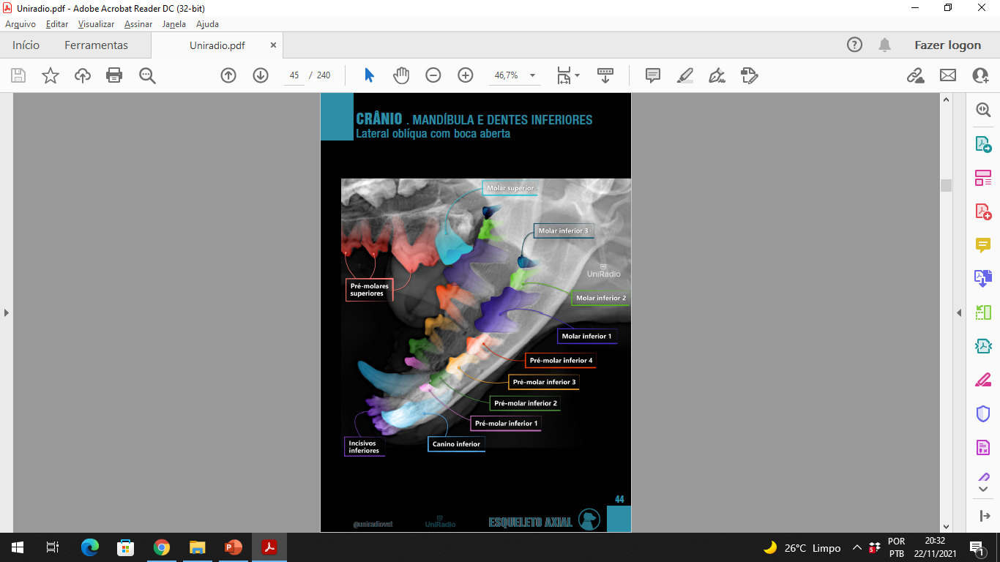 Uniradio.pdf - Adobe Acrobat Reader DC (32-bit)
Arquivo Editar Visualizar Assinar Janela Ajuda
Início Ferramentas Uniradio.pdf Fazer logon
45 / 240 46,7%
CRÂNIO . MANDÍBULA E DENTES INFERIORES
Lateral oblíqua com boca aberta
Molar superior
Molar inferior 3
UniRadio
Pré-molares
superiores
Molar inferior 2
Molar inferior 1
Pré-molar inferior 4
Pré-molar inferior 3
Pré-molar inferior 2
Pré-molar inferior 1
Incisivos
inferiores
Canino inferior
44
@uniradiovet UniRadio ESQUELETO AXIAL
26°C Limpo
POR
PTB
20:32
22/11/2021
1